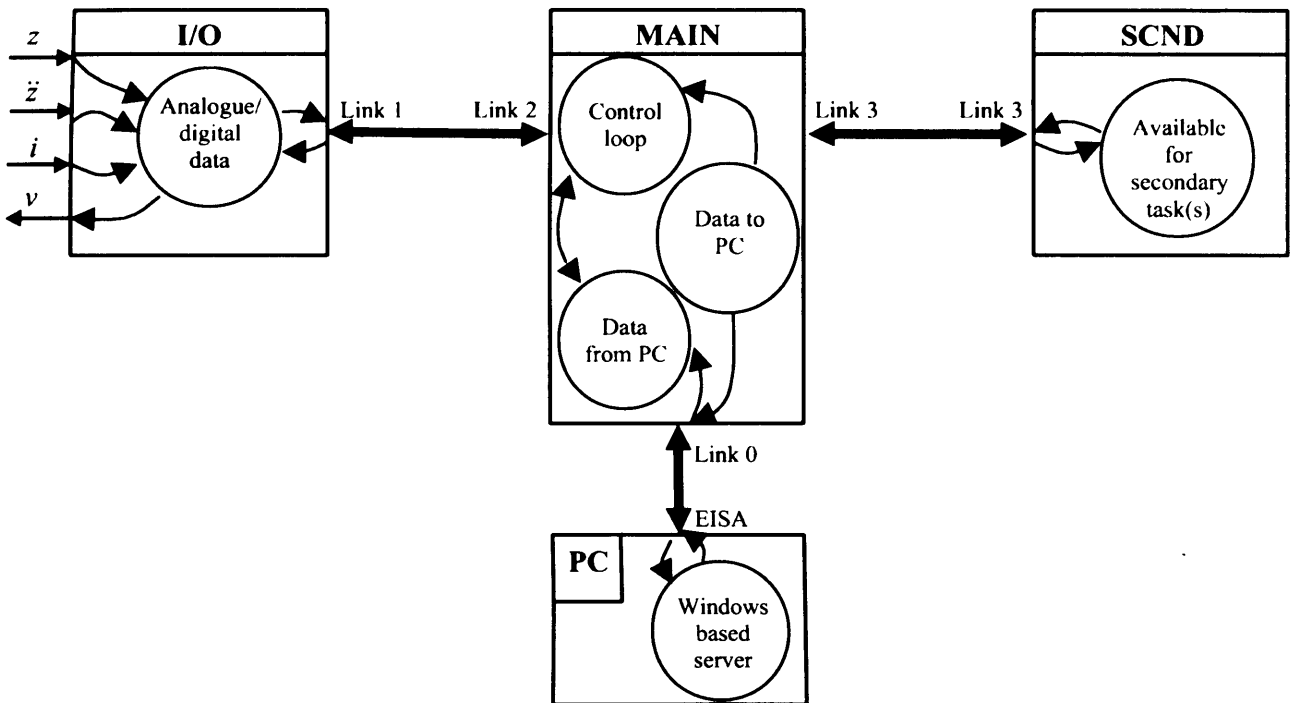 I/O
z
z̈
i
v
Analogue/
digital
data
Link 1
Link 2
MAIN
Control
loop
Data to
PC
Data
from PC
Link 3
Link 3
SCND
Available
for
secondary
task(s)
Link 0
EISA
PC
Windows
based
server